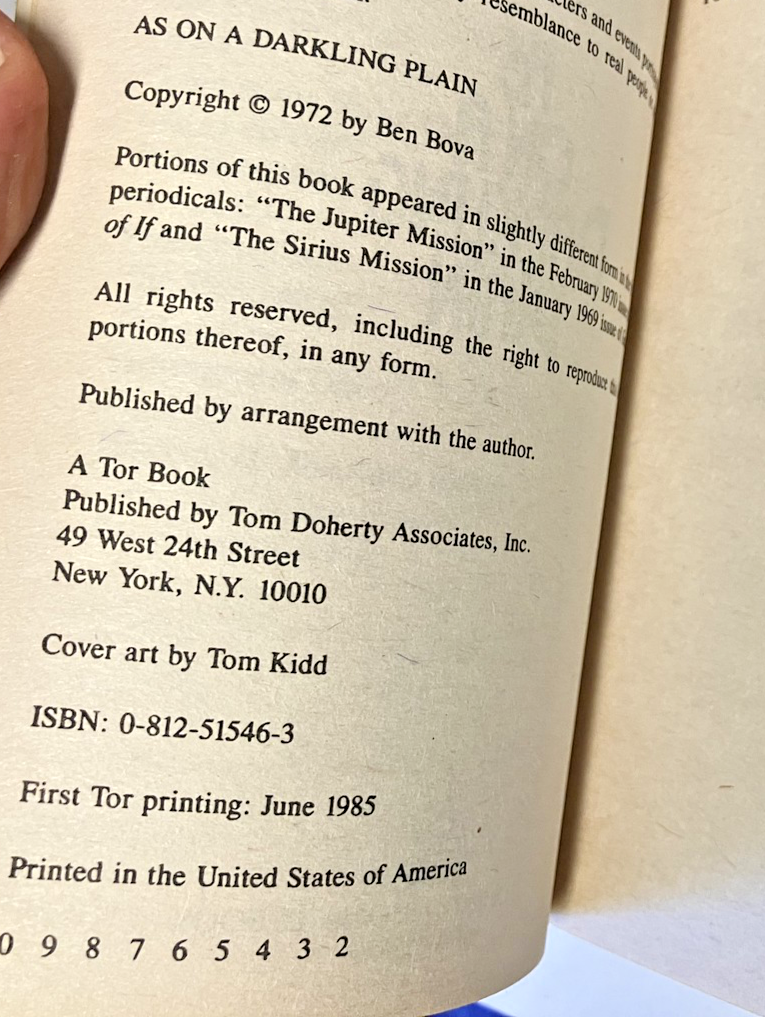 cters and events
resemblance to real people
AS ON A DARKLING PLAIN
Copyright © 1972 by Ben Bova
Portions of this book appeared in slightly different form in the
periodicals: “The Jupiter Mission” in the February 1970
of If and “The Sirius Mission” in the January 1969 issue of
All rights reserved, including the right to reproduce
portions thereof, in any form.
Published by arrangement with the author.
A Tor Book
Published by Tom Doherty Associates, Inc.
49 West 24th Street
New York, N.Y. 10010
Cover art by Tom Kidd
ISBN: 0-812-51546-3
First Tor printing: June 1985
Printed in the United States of America
0 9 8 7 6 5 4 3 2